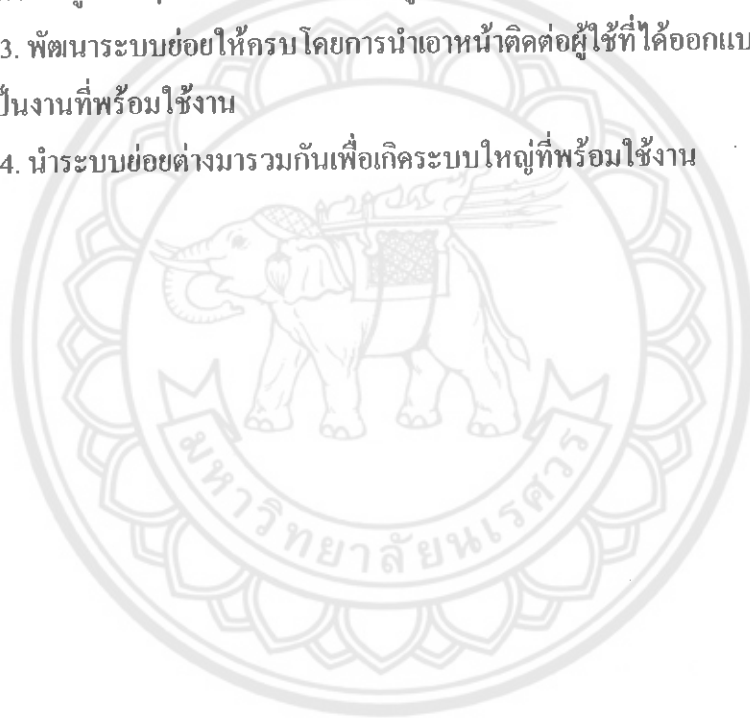 3. พัฒนาระบบย่อยให้ครบโดยการนำเอาหน้าติดต่อผู้ใช้ที่ได้ออกแบ
ป็นงานที่พร้อมใช้งาน
4. นำระบบย่อยต่างมารวมกันเพื่อเกิดระบบใหญ่ที่พร้อมใช้งาน
มหาวิทยาลัยนเรศวร